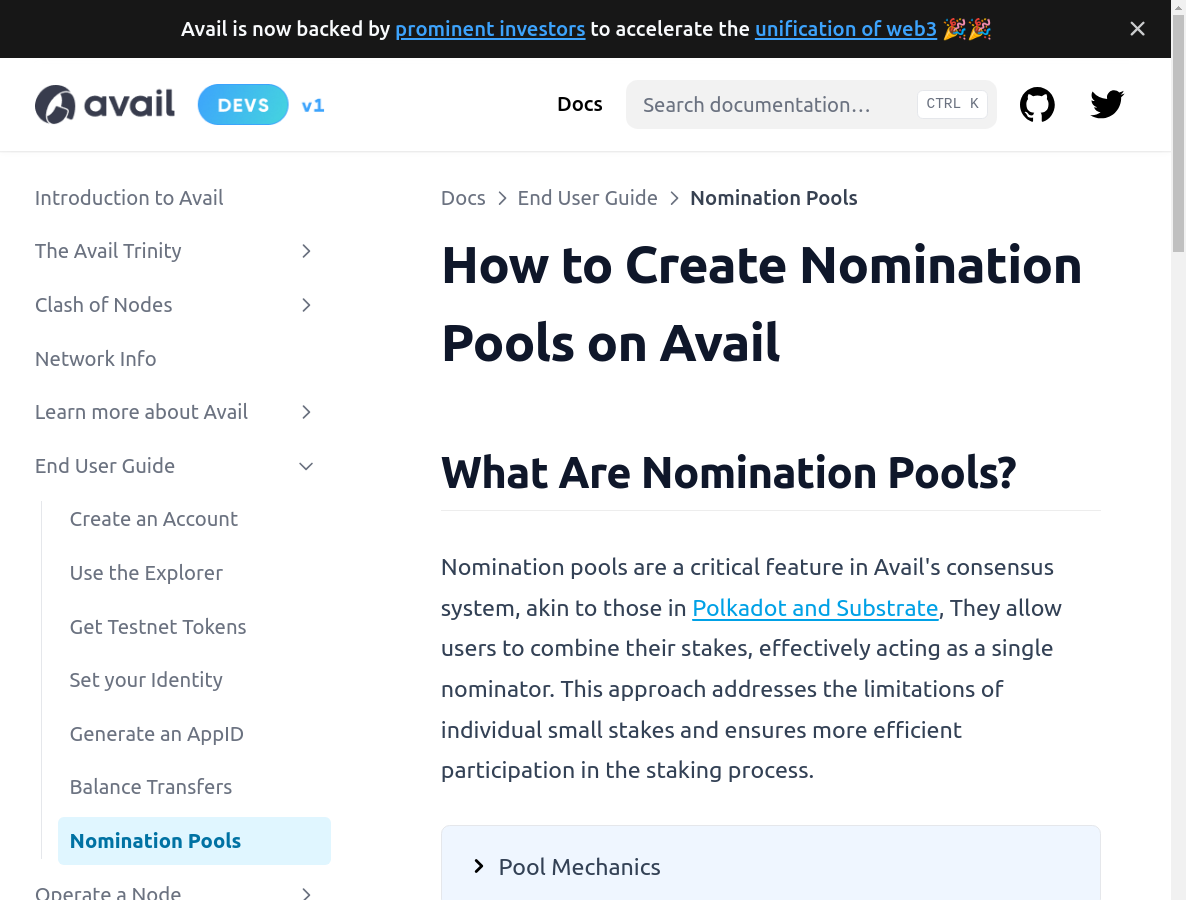 Avail is now backed by prominent investors to accelerate the unification of web3 🎉🎉
avail DEVS v1
Docs
Search documentation…
CTRL K
Introduction to Avail
The Avail Trinity
Clash of Nodes
Network Info
Learn more about Avail
End User Guide
Create an Account
Use the Explorer
Get Testnet Tokens
Set your Identity
Generate an AppID
Balance Transfers
Nomination Pools
Operate a Node
Docs > End User Guide > Nomination Pools
How to Create Nomination
Pools on Avail
What Are Nomination Pools?
Nomination pools are a critical feature in Avail's consensus
system, akin to those in Polkadot and Substrate, They allow
users to combine their stakes, effectively acting as a single
nominator. This approach addresses the limitations of
individual small stakes and ensures more efficient
participation in the staking process.
Pool Mechanics